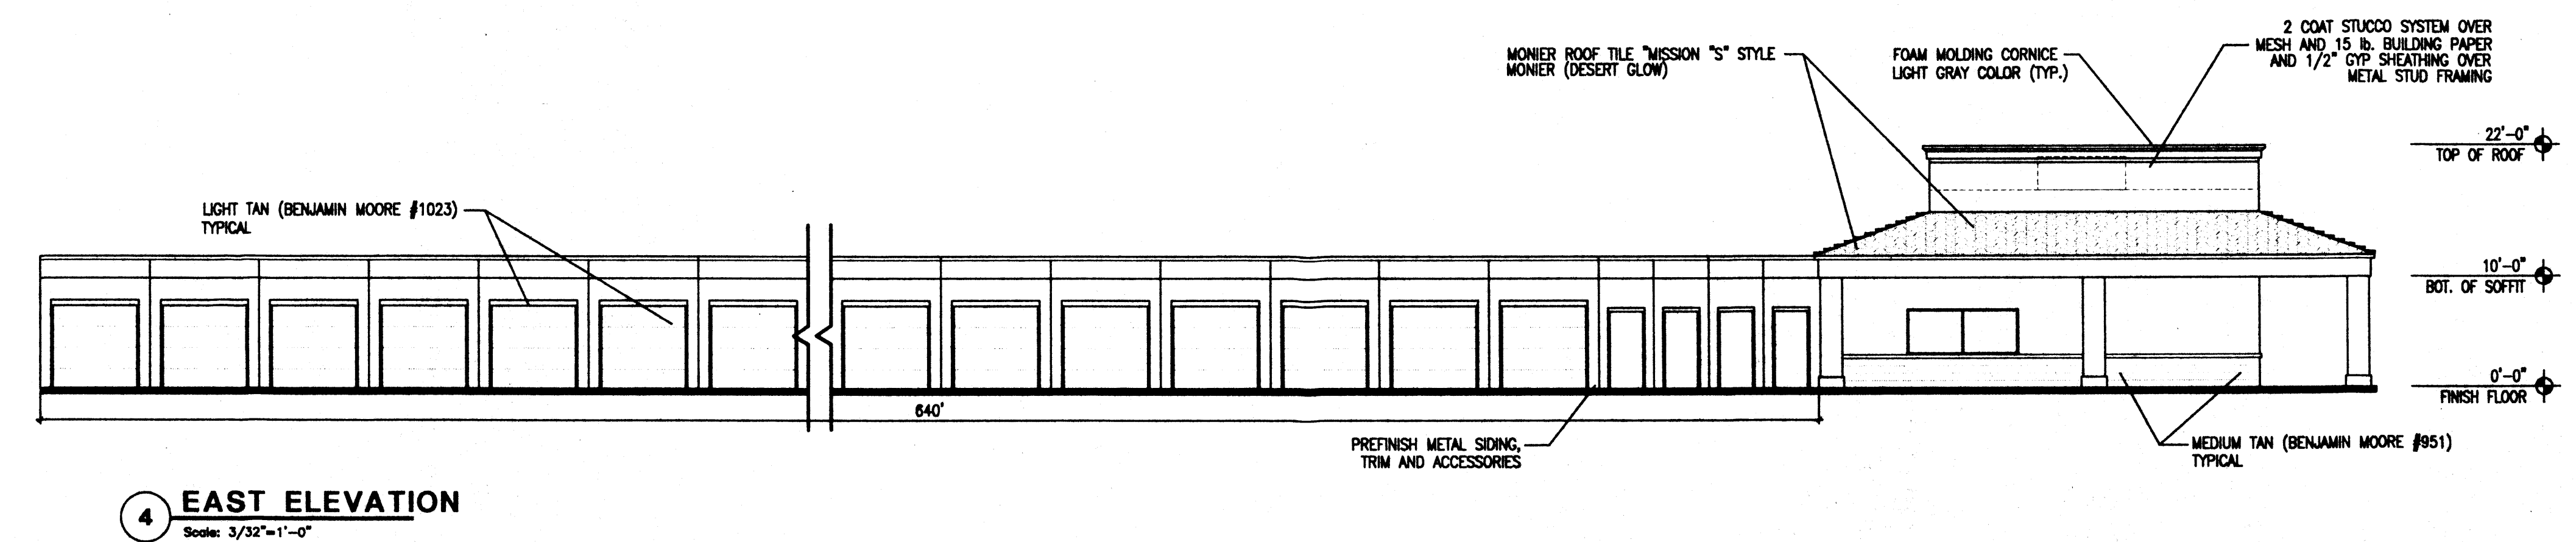 2 COAT STUCCO SYSTEM OVER
MESH AND 15 lb. BUILDING PAPER
AND 1/2" GYP SHEATHING OVER
METAL STUD FRAMING
MONIER ROOF TILE "MISSION "S" STYLE
MONIER (DESERT GLOW)
FOAM MOLDING CORNICE
LIGHT GRAY COLOR (TYP.)
22'-0"
TOP OF ROOF
LIGHT TAN (BENJAMIN MOORE #1023)
TYPICAL
10'-0"
BOT. OF SOFFIT
0'-0"
FINISH FLOOR
640'
PREFINISH METAL SIDING,
TRIM AND ACCESSORIES
MEDIUM TAN (BENJAMIN MOORE #951)
TYPICAL
4 EAST ELEVATION
Scale: 3/32"=1'-0"